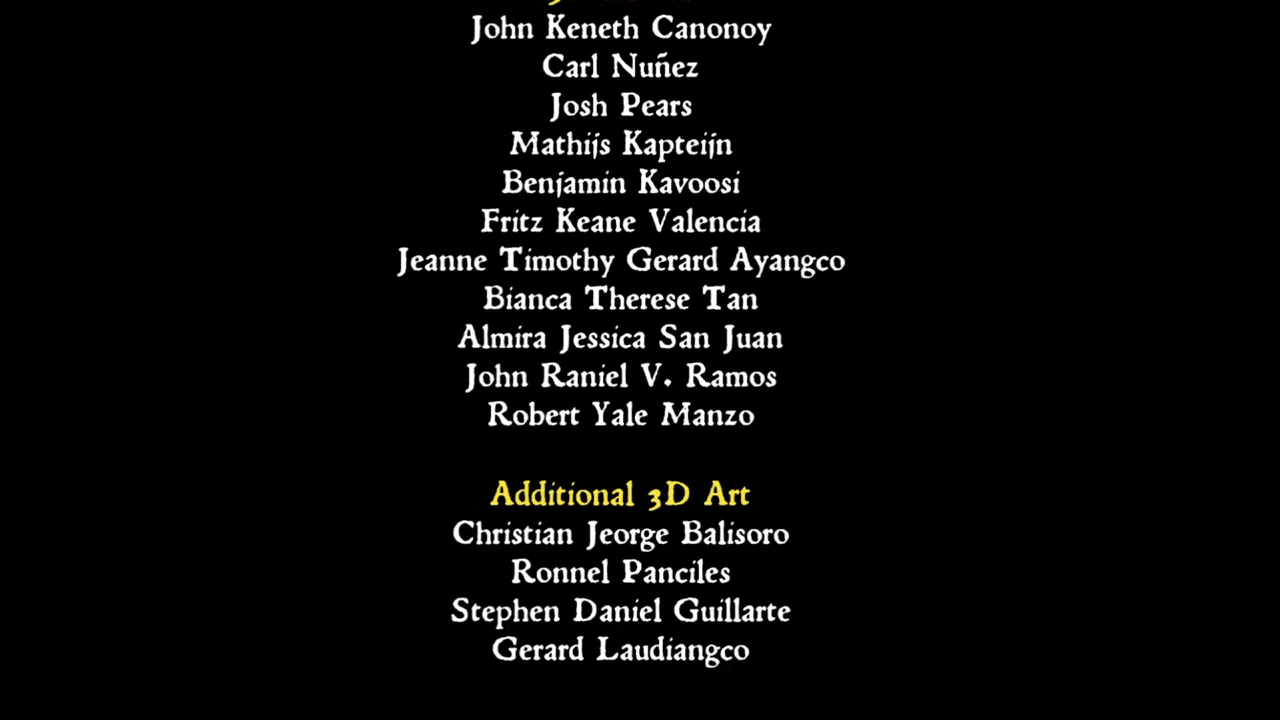 John Keneth Canonoy
Carl Nuñez
Josh Pears
Mathijs Kapteijn
Benjamin Kavoosi
Fritz Keane Valencia
Jeanne Timothy Gerard Ayangco
Bianca Therese Tan
Almira Jessica San Juan
John Raniel V. Ramos
Robert Yale Manzo
Additional 3D Art
Christian Jeorge Balisoro
Ronnel Panciles
Stephen Daniel Guillarte
Gerard Laudiangco